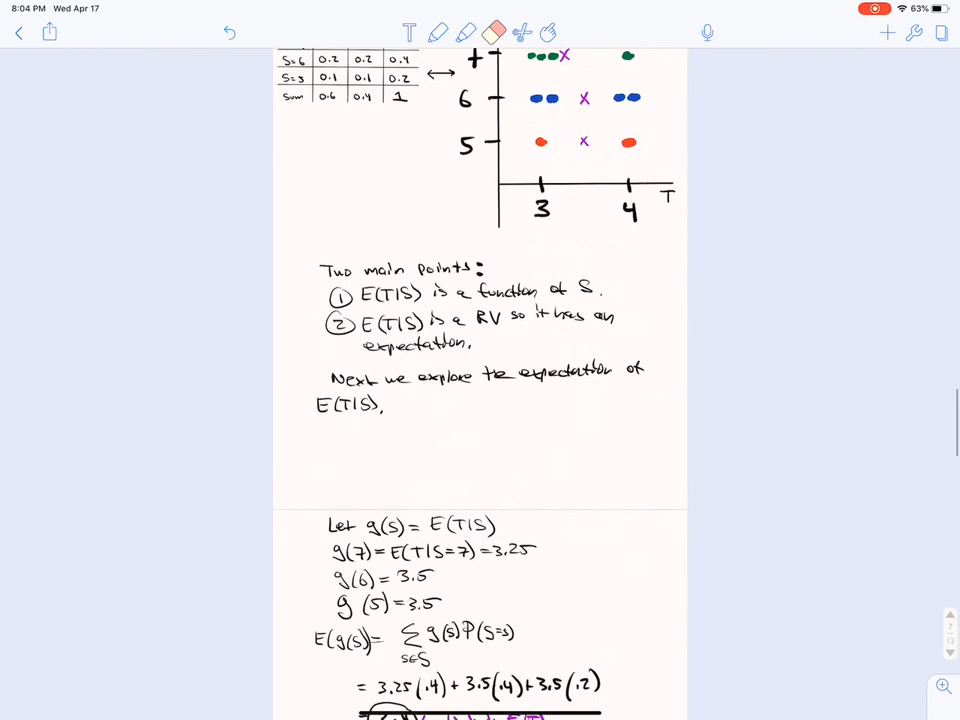 8:04 PM Wed Apr 17
63%
T
S=6 0.2 0.2 0.4
S=3 0.1 0.1 0.2
Sum 0.6 0.4 1
6
5
3 4 T
Two main points:
① E(T|S) is a function of S.
② E(T|S) is a RV so it has an
expectation.
Next we explore the expectation of
E(T|S).
Let g(S) = E(T|S)
g(7) = E(T|S=7) = 3.25
g(6) = 3.5
g(5) = 3.5
E(g(S)) = Σ g(s) P(S=s)
s∈S
= 3.25(.4) + 3.5(.4) + 3.5(.2)
7
12